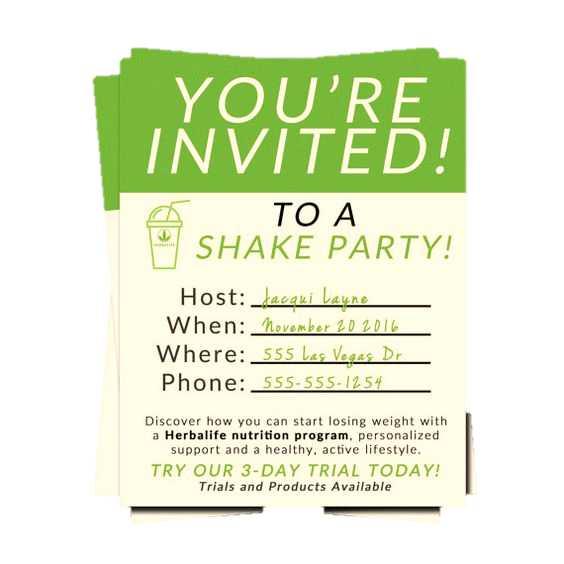 YOU'RE
INVITED!
TO A
SHAKE PARTY!
HERBALIFE
Host: Jacqui Layne
When: November 20 2016
Where: 555 Las Vegas Dr
Phone: 555-555-1254
Discover how you can start losing weight with
a Herbalife nutrition program, personalized
support and a healthy, active lifestyle.
TRY OUR 3-DAY TRIAL TODAY!
Trials and Products Available